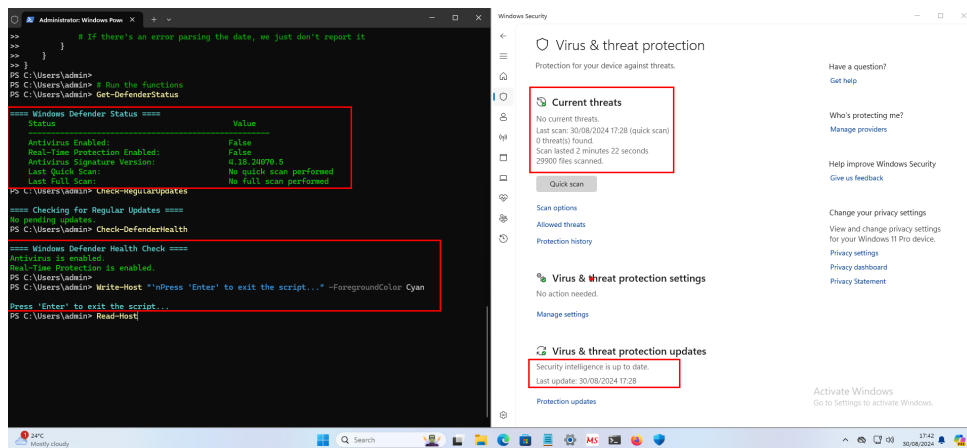 Administrator: Windows Powe
>> # If there's an error parsing the date, we just don't report it
>> }
>> }
>> }
PS C:\Users\admin>
PS C:\Users\admin> # Run the functions
PS C:\Users\admin> Get-DefenderStatus
==== Windows Defender Status ====
Status Value
Antivirus Enabled: False
Real-Time Protection Enabled: False
Antivirus Signature Version: 4.18.24070.5
Last Quick Scan: No quick scan performed
Last Full Scan: No full scan performed
PS C:\Users\admin> Check-RegularUpdates
==== Checking for Regular Updates ====
No pending updates.
PS C:\Users\admin> Check-DefenderHealth
==== Windows Defender Health Check ====
Antivirus is enabled.
Real-Time Protection is enabled.
PS C:\Users\admin>
PS C:\Users\admin> Write-Host "`nPress 'Enter' to exit the script..." -ForegroundColor Cyan
Press 'Enter' to exit the script...
PS C:\Users\admin> Read-Host
Windows Security
Virus & threat protection
Protection for your device against threats.
Current threats
No current threats.
Last scan: 30/08/2024 17:28 (quick scan)
0 threat(s) found.
Scan lasted 2 minutes 22 seconds
29900 files scanned.
Quick scan
Scan options
Allowed threats
Protection history
Virus & threat protection settings
No action needed.
Manage settings
Virus & threat protection updates
Security intelligence is up to date.
Last update: 30/08/2024 17:28
Protection updates
Have a question?
Get help
Who's protecting me?
Manage providers
Help improve Windows Security
Give us feedback
Change your privacy settings
View and change privacy settings
for your Windows 11 Pro device.
Privacy settings
Privacy dashboard
Privacy Statement
Activate Windows
Go to Settings to activate Windows.
1
24°C
Mostly cloudy
Search
MS
17:42
30/08/2024